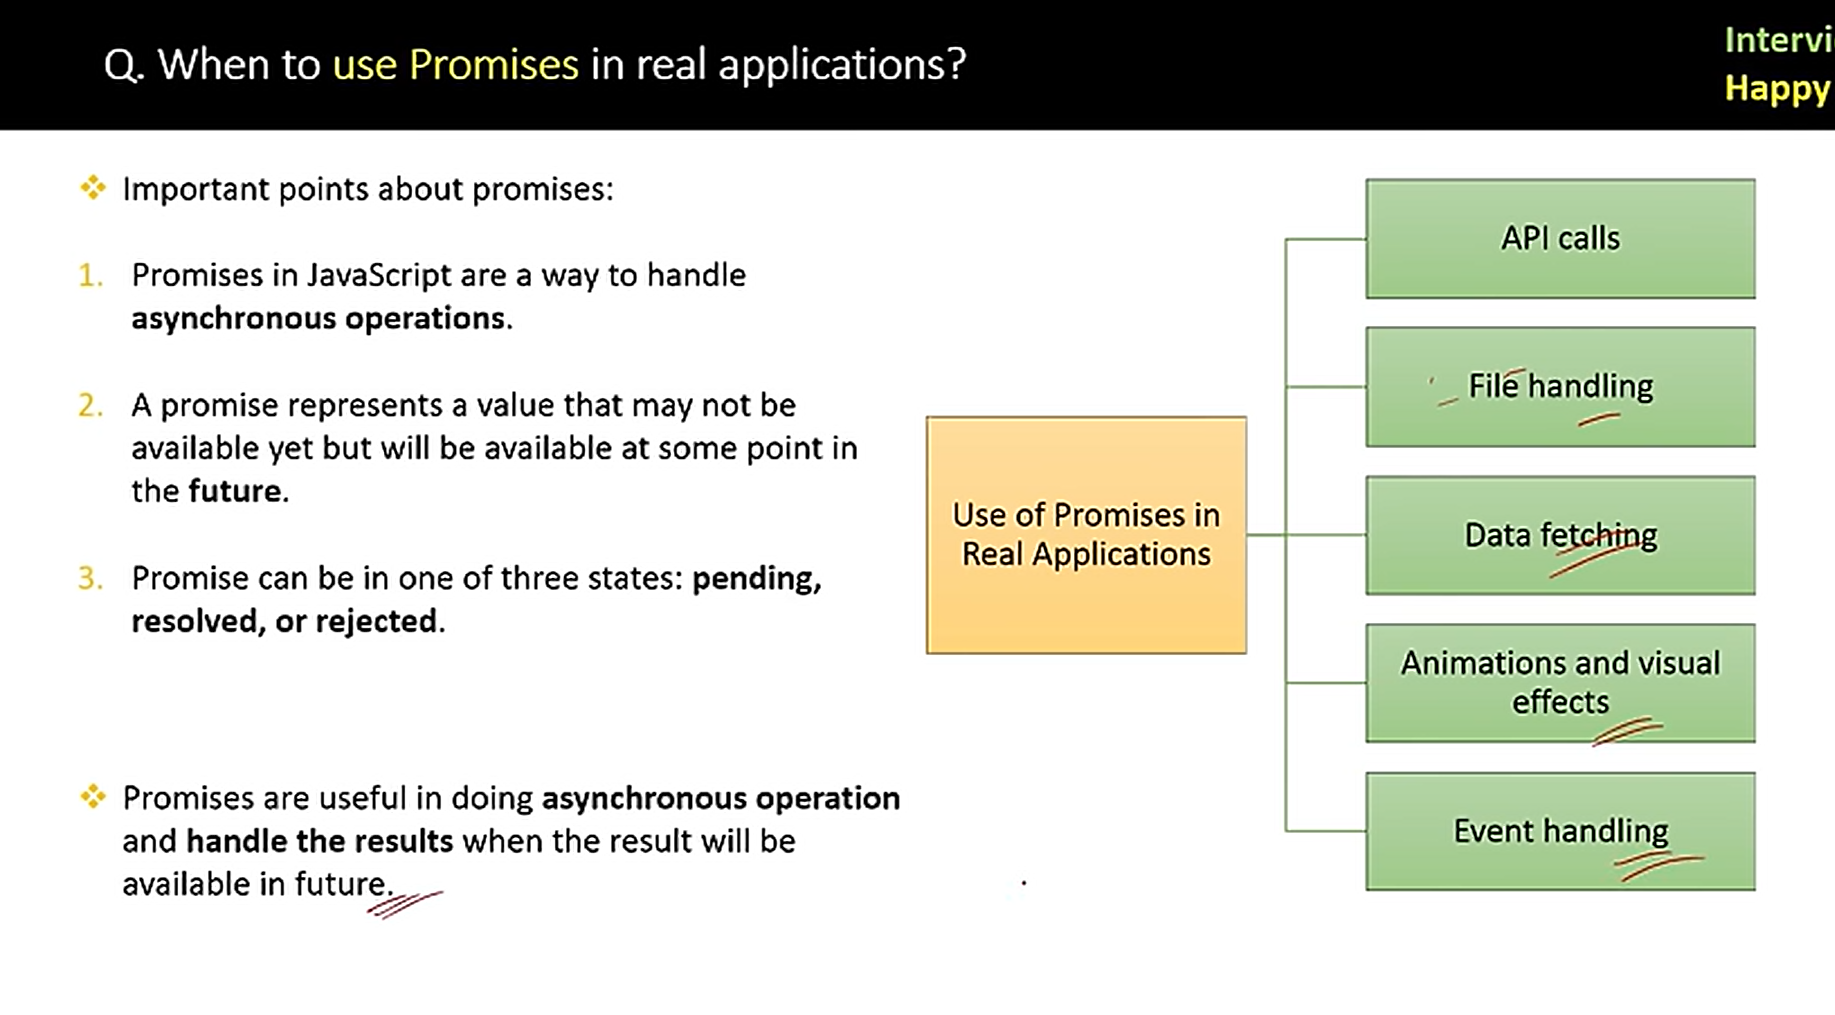 Q. When to use Promises in real applications?
Happy
Important points about promises:
1. Promises in JavaScript are a way to handle
asynchronous operations.
2. A promise represents a value that may not be
available yet but will be available at some point in
the future.
3. Promise can be in one of three states: pending,
resolved, or rejected.
Promises are useful in doing asynchronous operation
and handle the results when the result will be
available in future.
Use of Promises in
Real Applications
API calls
File handling
Data fetching
Animations and visual
effects
Event handling